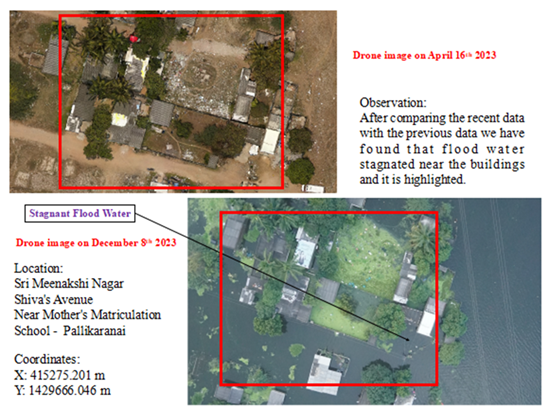 Drone image on April 16th 2023
Observation:
After comparing the recent data
with the previous data we have
found that flood water
stagnated near the buildings
and it is highlighted.
Stagnant Flood Water
Drone image on December 8th 2023
Location:
Sri Meenakshi Nagar
Shiva's Avenue
Near Mother's Matriculation
School - Pallikaranai
Coordinates:
X: 415275.201 m
Y: 1429666.046 m